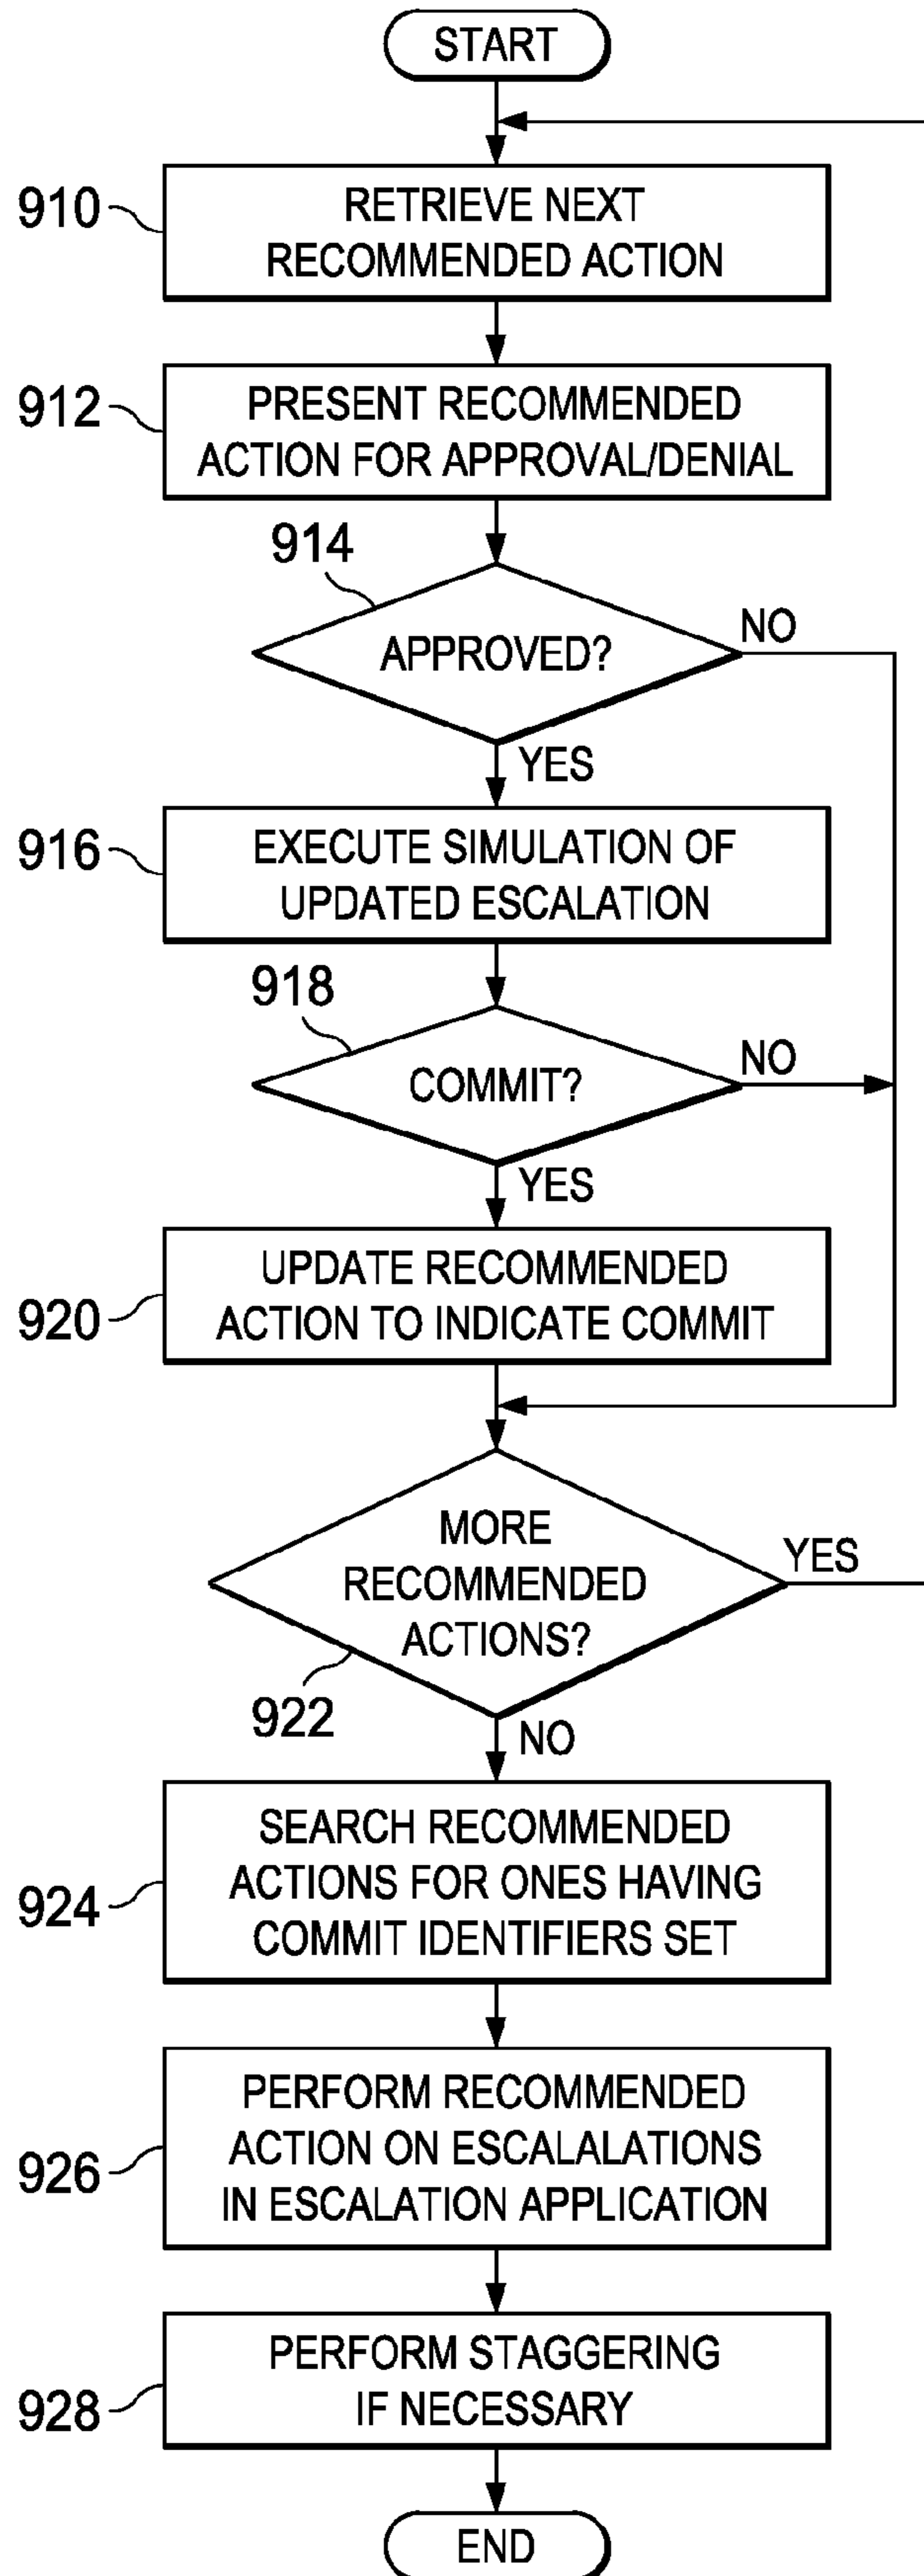 START
910
RETRIEVE NEXT
RECOMMENDED ACTION
912
PRESENT RECOMMENDED
ACTION FOR APPROVAL/DENIAL
914
APPROVED?
NO
YES
916
EXECUTE SIMULATION OF
UPDATED ESCALATION
918
COMMIT?
NO
YES
920
UPDATE RECOMMENDED
ACTION TO INDICATE COMMIT
MORE
RECOMMENDED
ACTIONS?
YES
922
NO
924
SEARCH RECOMMENDED
ACTIONS FOR ONES HAVING
COMMIT IDENTIFIERS SET
926
PERFORM RECOMMENDED
ACTION ON ESCALALATIONS
IN ESCALATION APPLICATION
928
PERFORM STAGGERING
IF NECESSARY
END